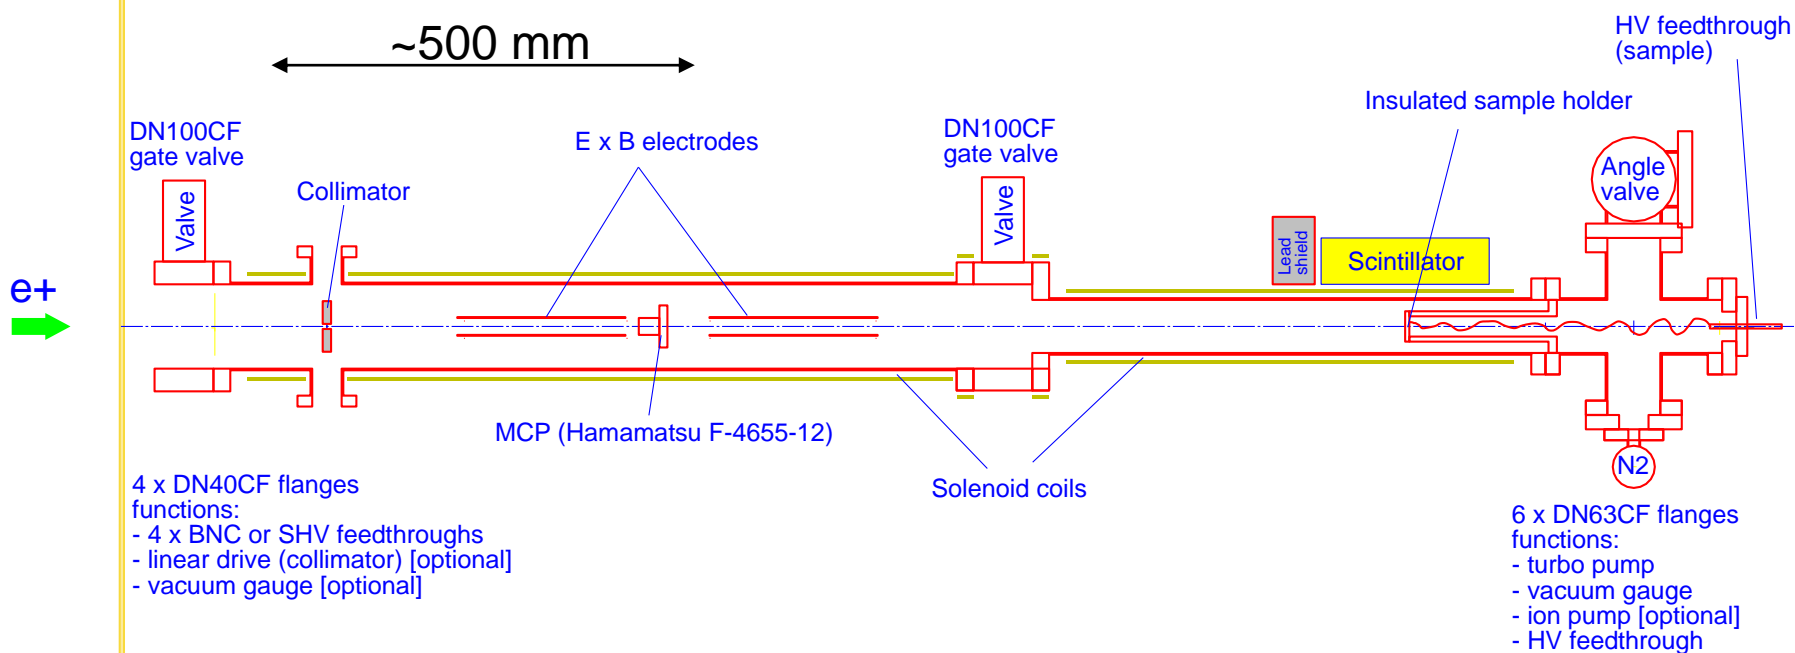 ~500 mm
HV feedthrough
(sample)
Insulated sample holder
DN100CF
gate valve
E x B electrodes
DN100CF
gate valve
Collimator
Valve
Valve
Angle
valve
Lead
shield
Scintillator
e+
MCP (Hamamatsu F-4655-12)
Solenoid coils
N2
4 x DN40CF flanges
functions:
- 4 x BNC or SHV feedthroughs
- linear drive (collimator) [optional]
- vacuum gauge [optional]
6 x DN63CF flanges
functions:
- turbo pump
- vacuum gauge
- ion pump [optional]
- HV feedthrough